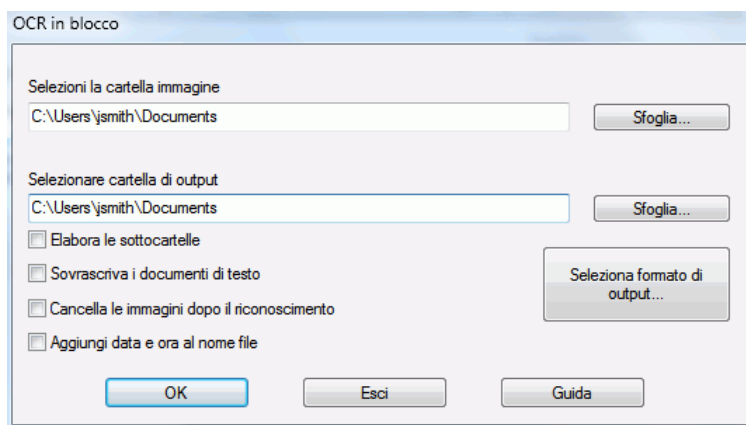 OCR in blocco
Selezioni la cartella immagine
C:\Users\jsmith\Documents
Sfoglia...
Selezionare cartella di output
C:\Users\jsmith\Documents
Sfoglia...
Elabora le sottocartelle
Sovrascriva i documenti di testo
Cancella le immagini dopo il riconoscimento
Aggiungi data e ora al nome file
Seleziona formato di
output...
OK
Esci
Guida